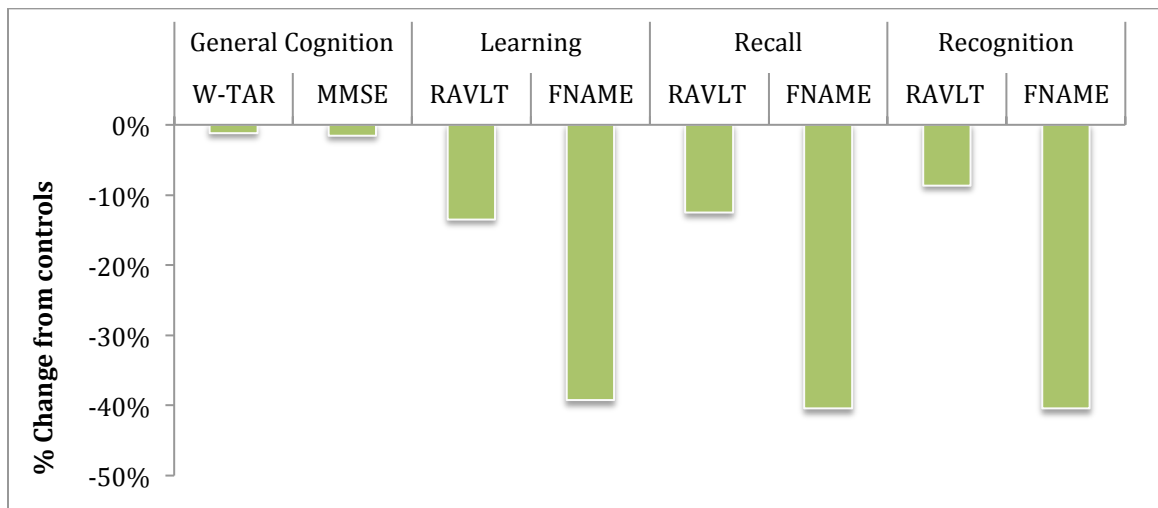 General Cognition Learning Recall Recognition
W-TAR MMSE RAVLT FNAME RAVLT FNAME RAVLT FNAME
% Change from controls
0%
-10%
-20%
-30%
-40%
-50%